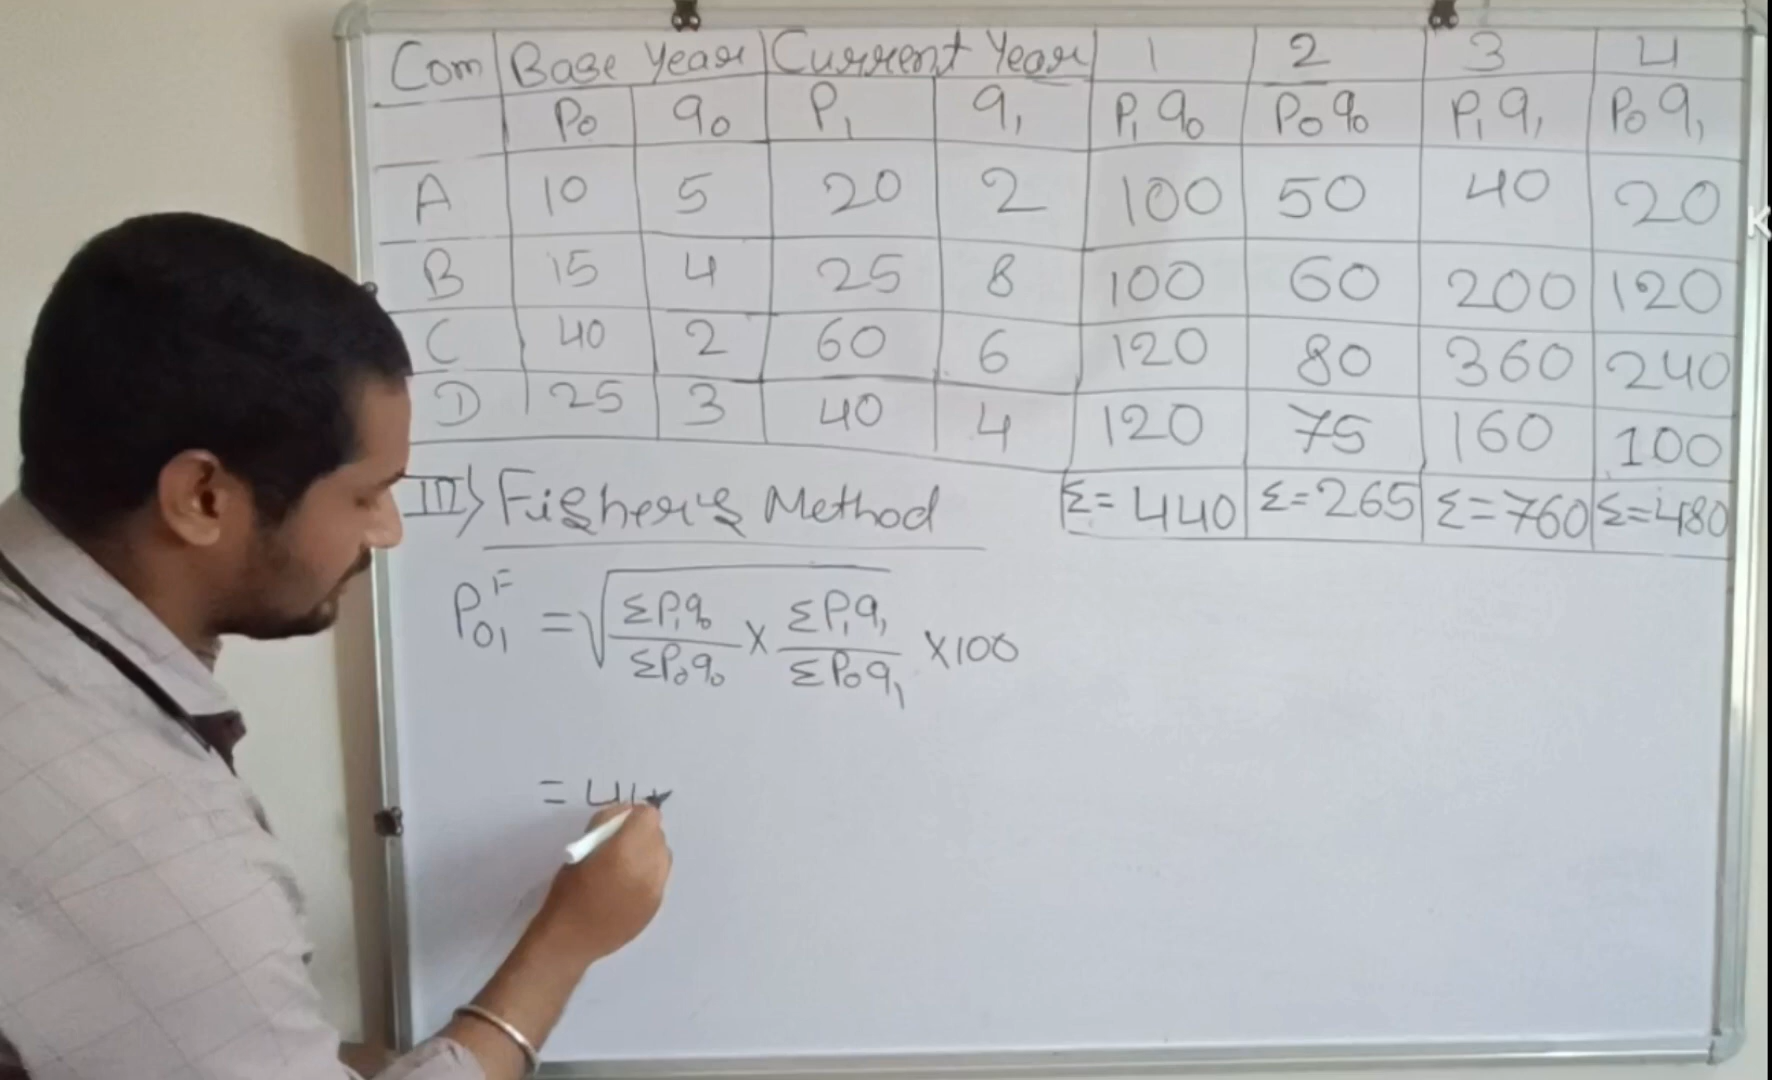 Com Base Year Current Year 1 2 3 4
P₀ q₀ P₁ q₁ P₁q₀ P₀q₀ P₁q₁ P₀q₁
A 10 5 20 2 100 50 40 20
B 15 4 25 8 100 60 200 120
C 40 2 60 6 120 80 360 240
D 25 3 40 4 120 75 160 100
Σ=440 Σ=265 Σ=760 Σ=480
III) Fisher's Method
P₀₁ᶠ = √(ΣP₁q₀/ΣP₀q₀ × ΣP₁q₁/ΣP₀q₁) ×100
= 44
K